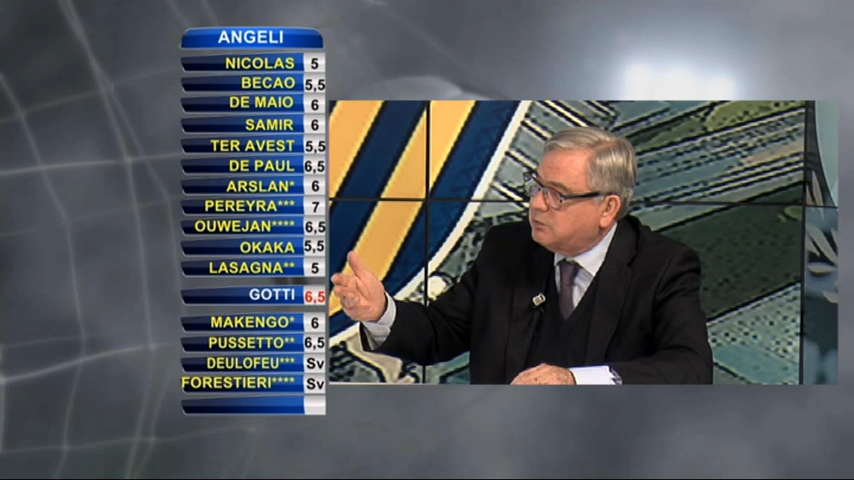 ANGELI
NICOLAS 5
BECAO 5,5
DE MAIO 6
SAMIR 6
TER AVEST 5,5
DE PAUL 6,5
ARSLAN* 6
PEREYRA*** 7
OUWEJAN**** 6,5
OKAKA 5,5
LASAGNA** 5
GOTTI 6,5
MAKENGO* 6
PUSSETTO** 6,5
DEULOFEU*** Sv
FORESTIERI**** Sv